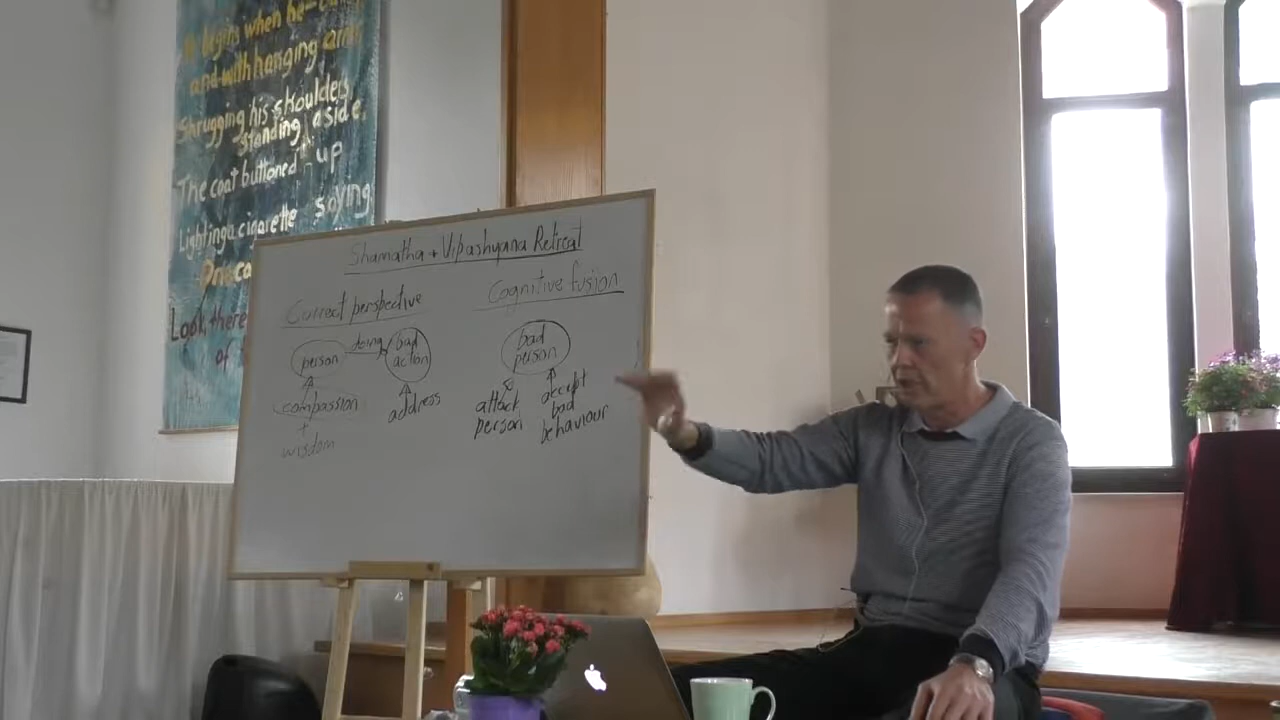 begins when he
and with hanging arms
Shrugging his shoulders
standing aside.
The coat buttoned up
Lighting a cigarette saying
Look, there
of
Shamatha + Vipashyana Retreat
Correct perspective
person doing bad action
compassion
+
wisdom
address
Cognitive fusion
bad
person
attack
person
accept
bad
behaviour